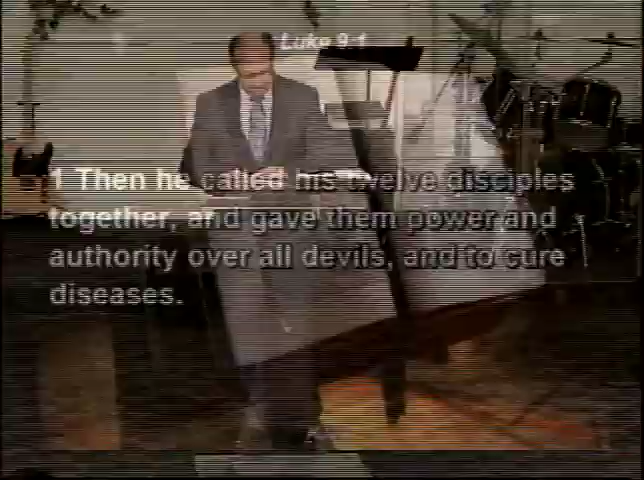 Luke 9:1
1 Then he called his twelve disciples
together, and gave them power and
authority over all devils, and to cure
diseases.